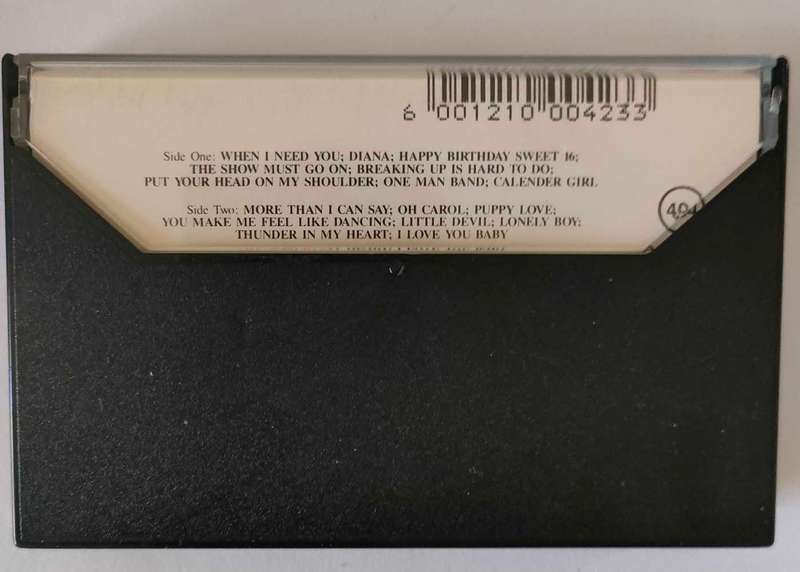 6 001210 004233
Side One: WHEN I NEED YOU; DIANA; HAPPY BIRTHDAY SWEET 16;
THE SHOW MUST GO ON; BREAKING UP IS HARD TO DO;
PUT YOUR HEAD ON MY SHOULDER; ONE MAN BAND; CALENDER GIRL
Side Two: MORE THAN I CAN SAY; OH CAROL; PUPPY LOVE;
YOU MAKE ME FEEL LIKE DANCING; LITTLE DEVIL; LONELY BOY;
THUNDER IN MY HEART; I LOVE YOU BABY